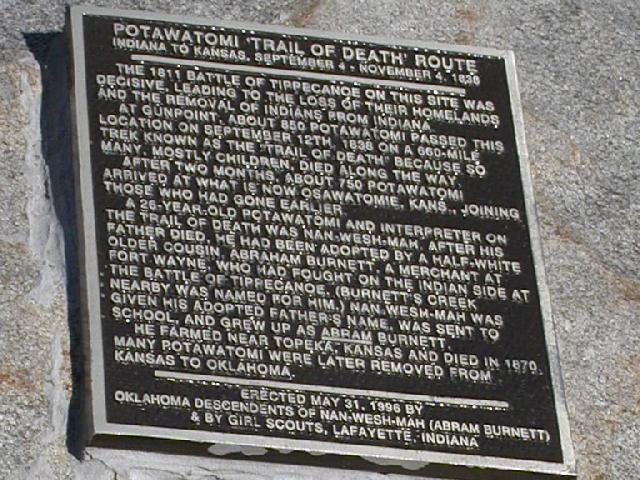 POTAWATOMI 'TRAIL OF DEATH' ROUTE
INDIANA TO KANSAS, SEPTEMBER 4 - NOVEMBER 4, 1838
THE 1811 BATTLE OF TIPPECANOE ON THIS SITE WAS
DECISIVE, LEADING TO THE LOSS OF THEIR HOMELANDS
AND THE REMOVAL OF INDIANS FROM INDIANA.
AT GUNPOINT, ABOUT 850 POTAWATOMI PASSED THIS
LOCATION ON SEPTEMBER 12TH, 1838 ON A 660-MILE
TREK KNOWN AS THE 'TRAIL OF DEATH' BECAUSE SO
MANY, MOSTLY CHILDREN, DIED ALONG THE WAY.
AFTER TWO MONTHS, ABOUT 750 POTAWATOMI
ARRIVED AT WHAT IS NOW OSAWATOMIE, KANS., JOINING
THOSE WHO HAD GONE EARLIER.
A 26-YEAR-OLD POTAWATOMI AND INTERPRETER ON
THE TRAIL OF DEATH WAS NAN-WESH-MAH. AFTER HIS
FATHER DIED, HE HAD BEEN ADOPTED BY A HALF-WHITE
OLDER COUSIN, ABRAHAM BURNETT, A MERCHANT AT
FORT WAYNE, WHO HAD FOUGHT ON THE INDIAN SIDE AT
THE BATTLE OF TIPPECANOE. (BURNETT'S CREEK
NEARBY WAS NAMED FOR HIM.) NAN-WESH-MAH WAS
GIVEN HIS ADOPTED FATHER'S NAME, WAS SENT TO
SCHOOL, AND GREW UP AS ABRAM BURNETT.
HE FARMED NEAR TOPEKA, KANSAS AND DIED IN 1870.
MANY POTAWATOMI WERE LATER REMOVED FROM
KANSAS TO OKLAHOMA.
ERECTED MAY 31, 1996 BY
OKLAHOMA DESCENDENTS OF NAN-WESH-MAH (ABRAM BURNETT)
& BY GIRL SCOUTS, LAFAYETTE, INDIANA